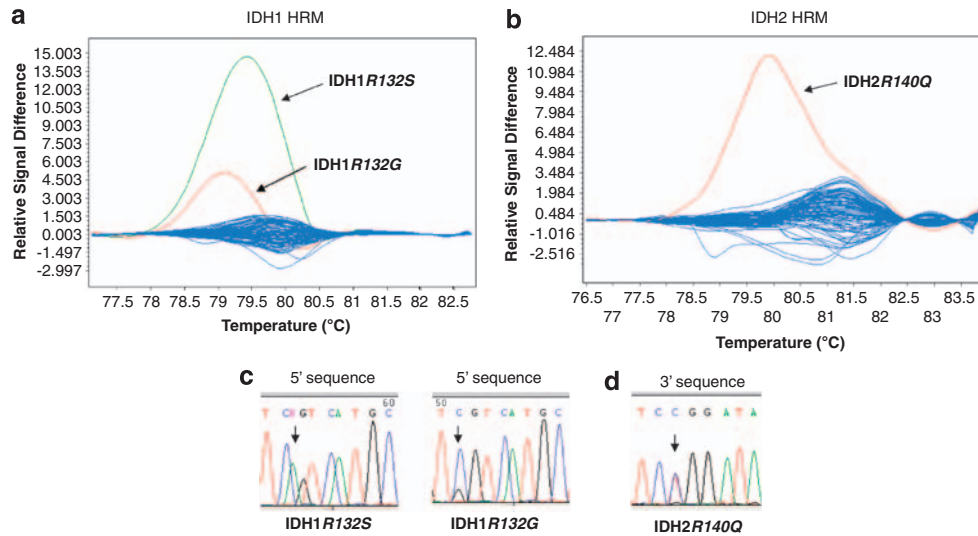 a
IDH1 HRM
Relative Signal Difference
15.003
13.503
12.003
10.503
9.003
7.503
6.003
4.503
3.003
1.503
0.003
-1.497
-2.997
IDH1R132S
IDH1R132G
77.5 78 78.5 79 79.5 80 80.5 81 81.5 82 82.5
Temperature (°C)
b
IDH2 HRM
Relative Signal Difference
12.484
10.984
9.484
7.984
6.484
4.984
3.484
1.984
0.484
-1.016
-2.516
IDH2R140Q
76.5 77.5 78.5 79.5 80.5 81.5 82.5 83.5
77 78 79 80 81 82 83
Temperature (°C)
c
5' sequence
60
T C G T C A T G C
IDH1R132S
5' sequence
50
T C G T C A T G C
IDH1R132G
d
3' sequence
T C C G G A T A
IDH2R140Q